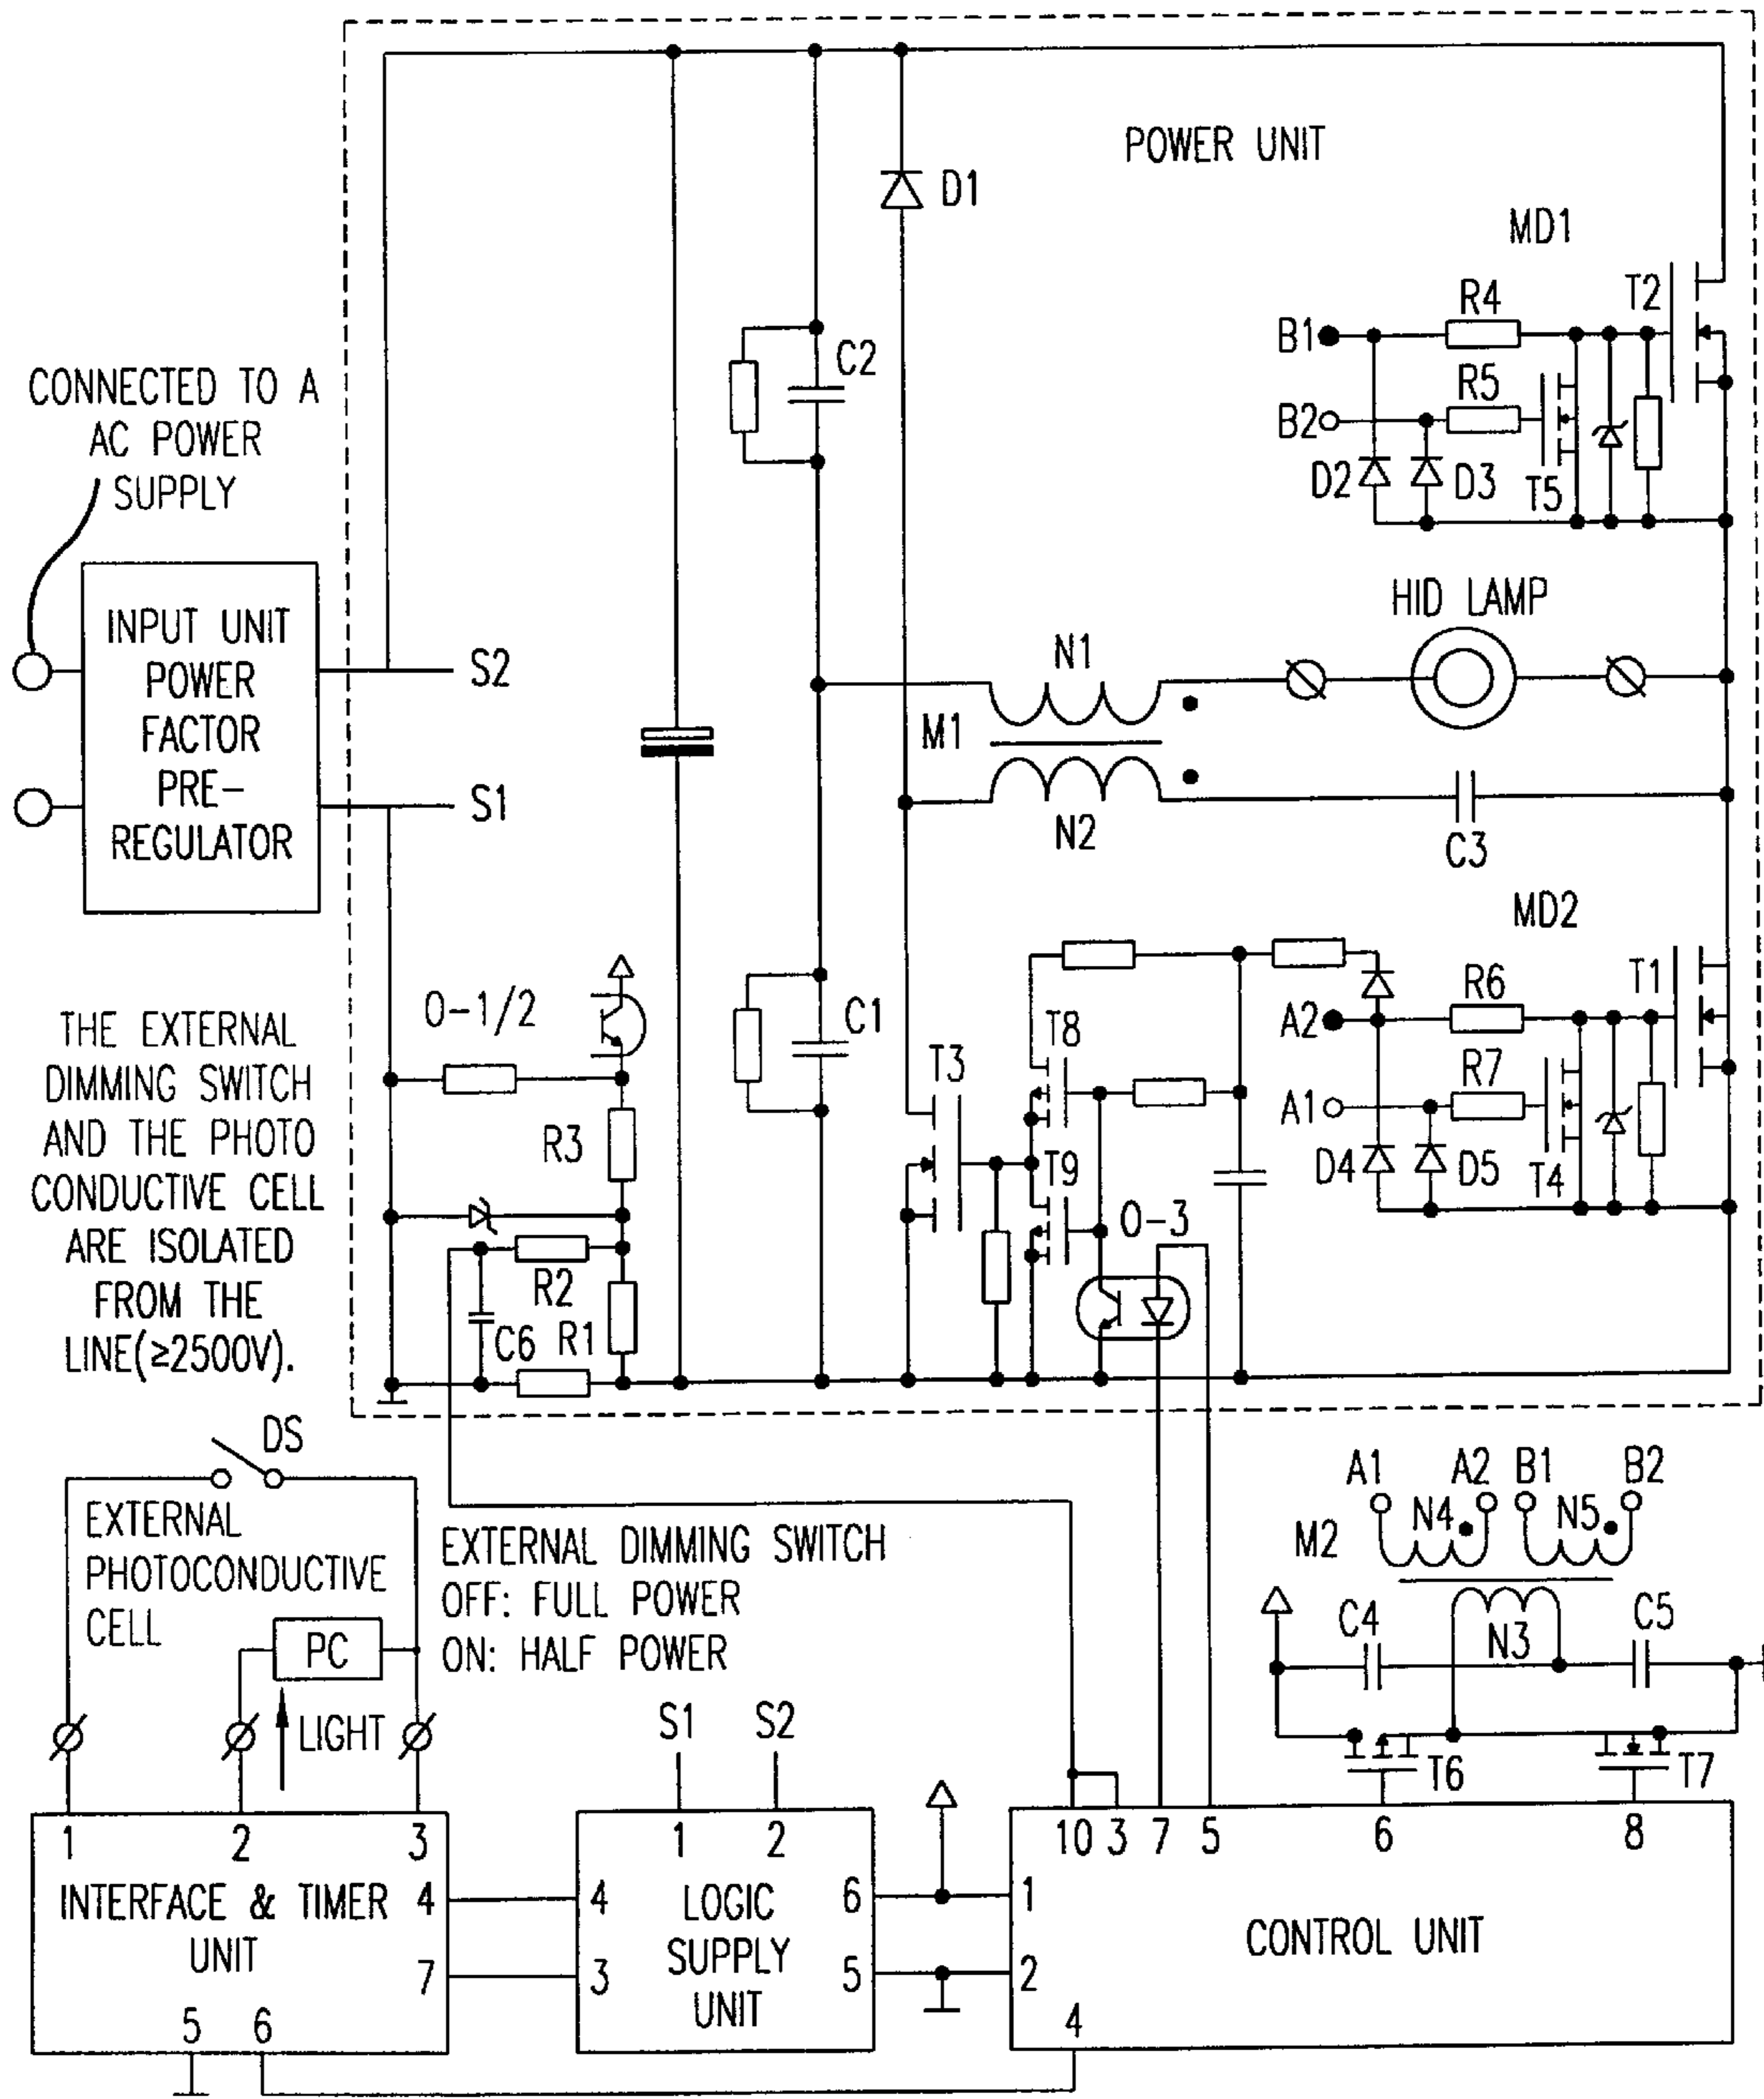 POWER UNIT
D1
MD1
R4
T2
B1
C2
R5
B2
D2
D3
T5
CONNECTED TO A
AC POWER
SUPPLY
INPUT UNIT
POWER
FACTOR
PRE-
REGULATOR
S2
S1
HID LAMP
N1
M1
N2
C3
MD2
O-1/2
C1
T8
A2
R6
T1
T3
R7
A1
R3
T9
D4
D5
T4
O-3
R2
C6
R1
THE EXTERNAL
DIMMING SWITCH
AND THE PHOTO
CONDUCTIVE CELL
ARE ISOLATED
FROM THE
LINE(≥2500V).
DS
EXTERNAL
PHOTOCONDUCTIVE
CELL
PC
LIGHT
EXTERNAL DIMMING SWITCH
OFF: FULL POWER
ON: HALF POWER
A1 A2 B1 B2
M2
N4
N5
C4
N3
C5
T6
T7
S1 S2
1 2 3
INTERFACE & TIMER
UNIT
4
7
5 6
1 2
4
3
LOGIC
SUPPLY
UNIT
6
5
10 3 7 5 6 8
1
2
CONTROL UNIT
4